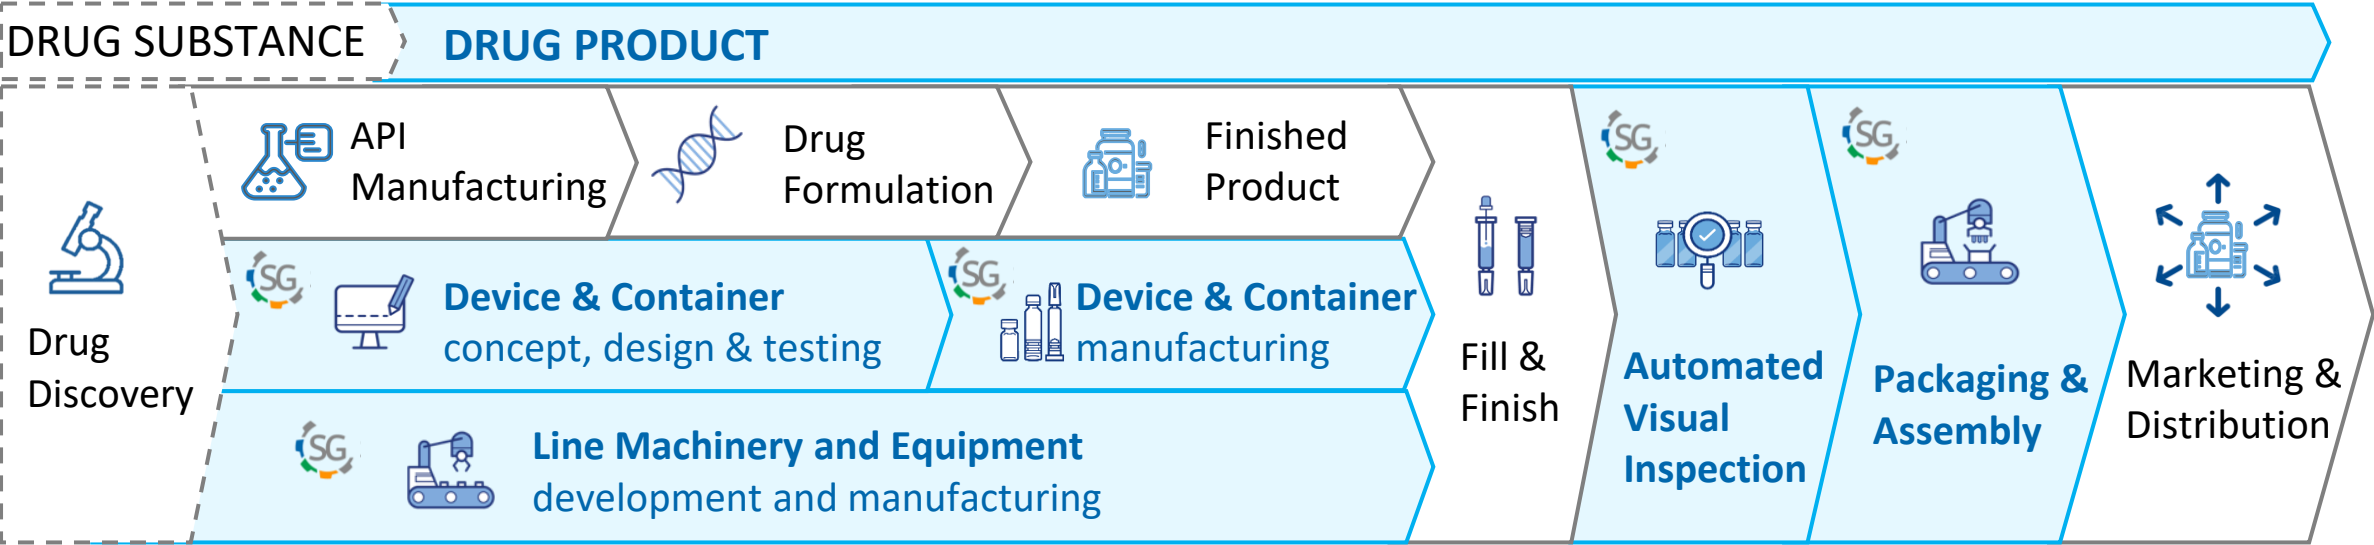 DRUG SUBSTANCE
DRUG PRODUCT
Drug
Discovery
API
Manufacturing
Drug
Formulation
Finished
Product
SG
Device & Container
concept, design & testing
SG
Device & Container
manufacturing
SG
Line Machinery and Equipment
development and manufacturing
Fill &
Finish
SG
Automated
Visual
Inspection
SG
Packaging &
Assembly
Marketing &
Distribution